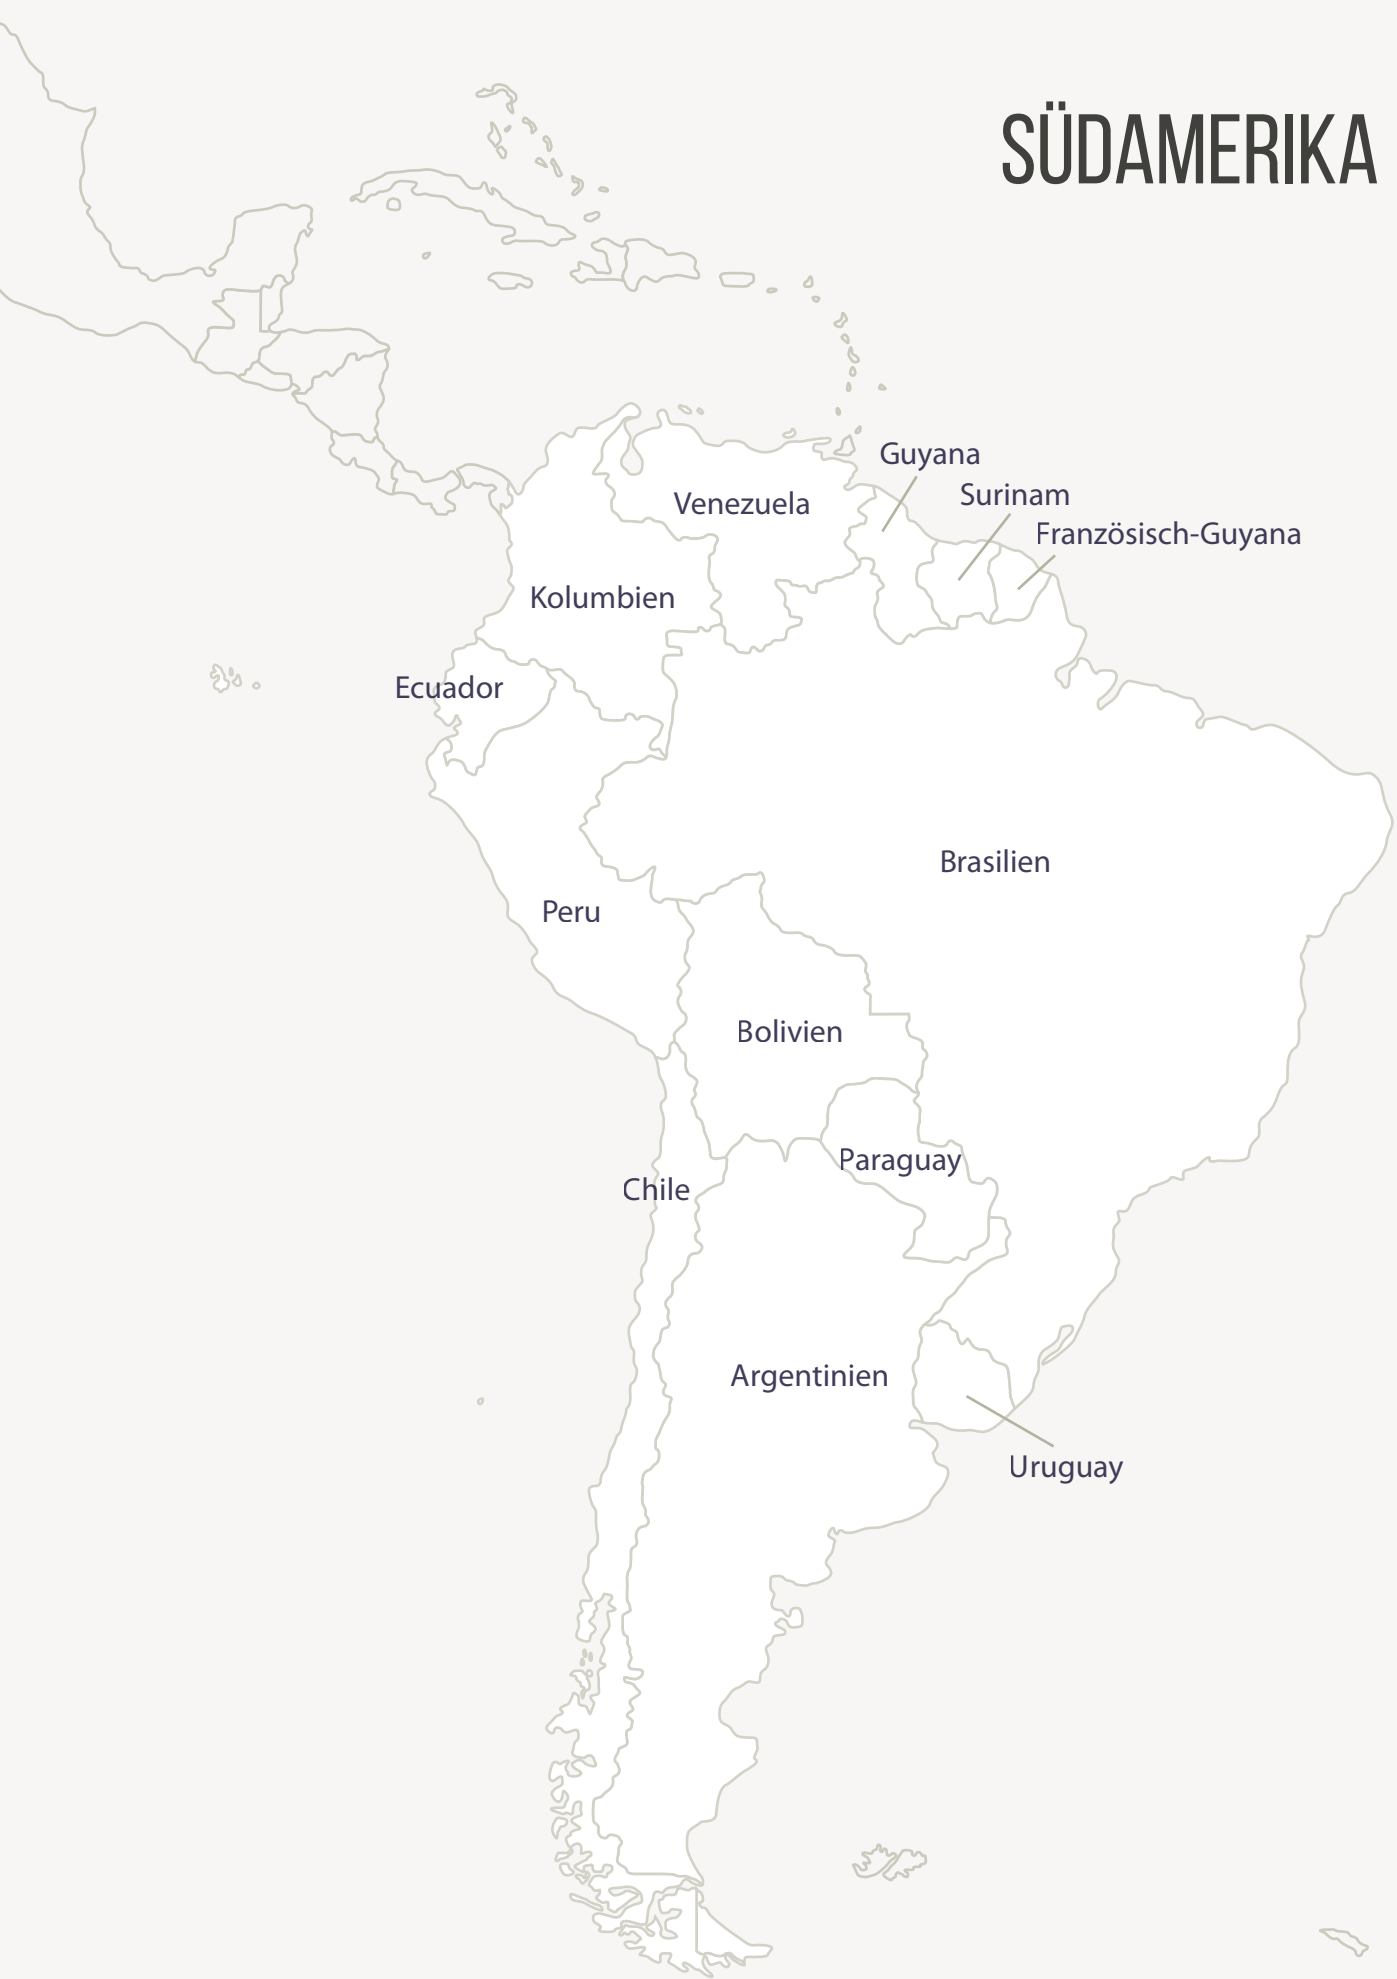 SÜDAMERIKA
Guyana
Surinam
Venezuela
Französisch-Guyana
Kolumbien
Ecuador
Brasilien
Peru
Bolivien
Paraguay
Chile
Argentinien
Uruguay